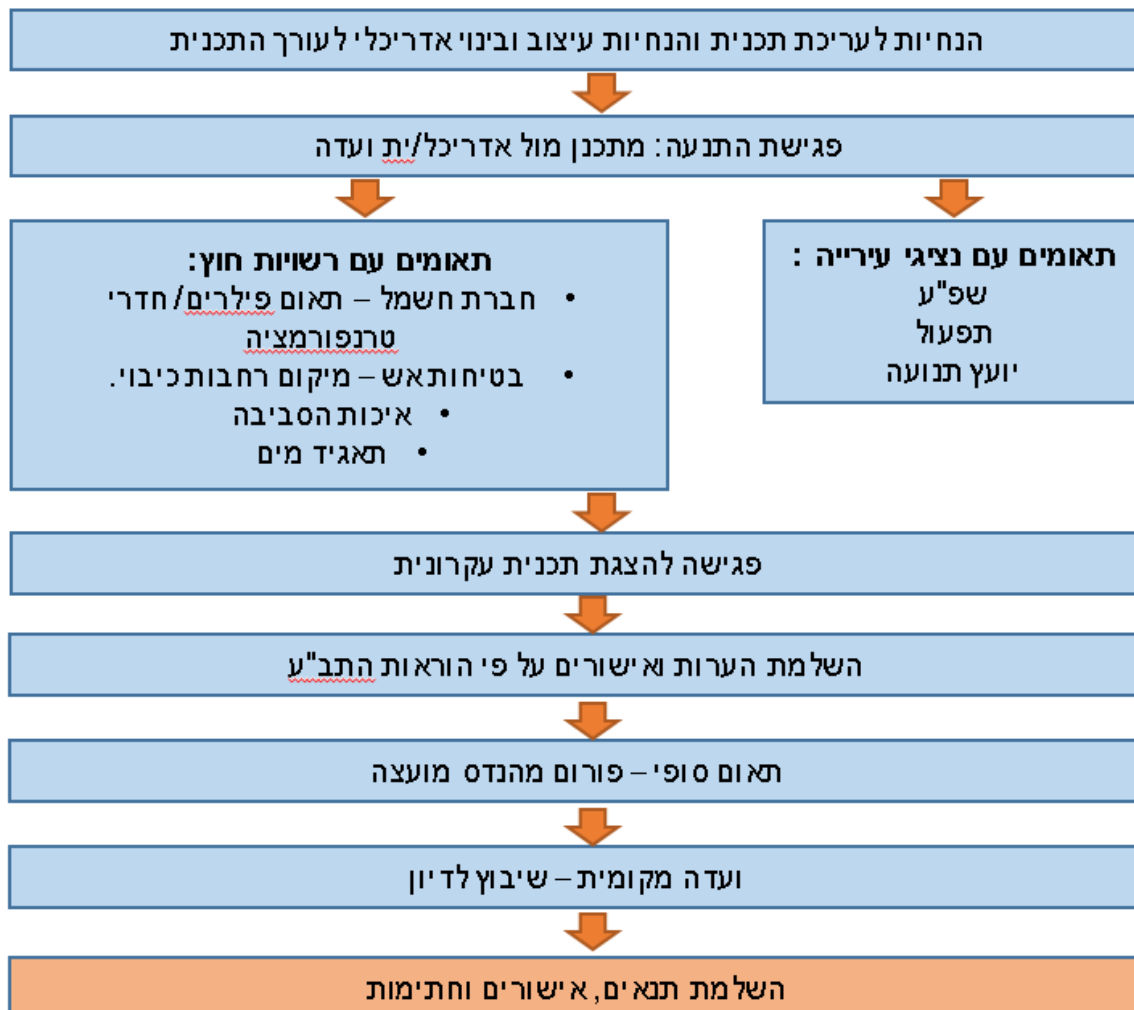 הנחיות לעריכת תכנית והנחיות עיצוב ובינוי אדריכלי לעורך התכנית
פגישת התנעה: מתכנן מול אדריכל/ית ועדה
תאומים עם נציגי עירייה :
שפ"ע
תפעול
יועץ תנועה
תאומים עם רשויות חוץ:
• חברת חשמל – תאום פילרים/חדרי
טרנפורמציה
• בטיחות אש – מיקום רחבות כיבוי.
• איכות הסביבה
• תאגיד מים
פגישה להצגת תכנית עקרונית
השלמת הערות ואישורים על פי הוראות התב"ע
תאום סופי – פורום מהנדס מועצה
ועדה מקומית – שיבוץ לדיון
השלמת תנאים, אישורים וחתימות